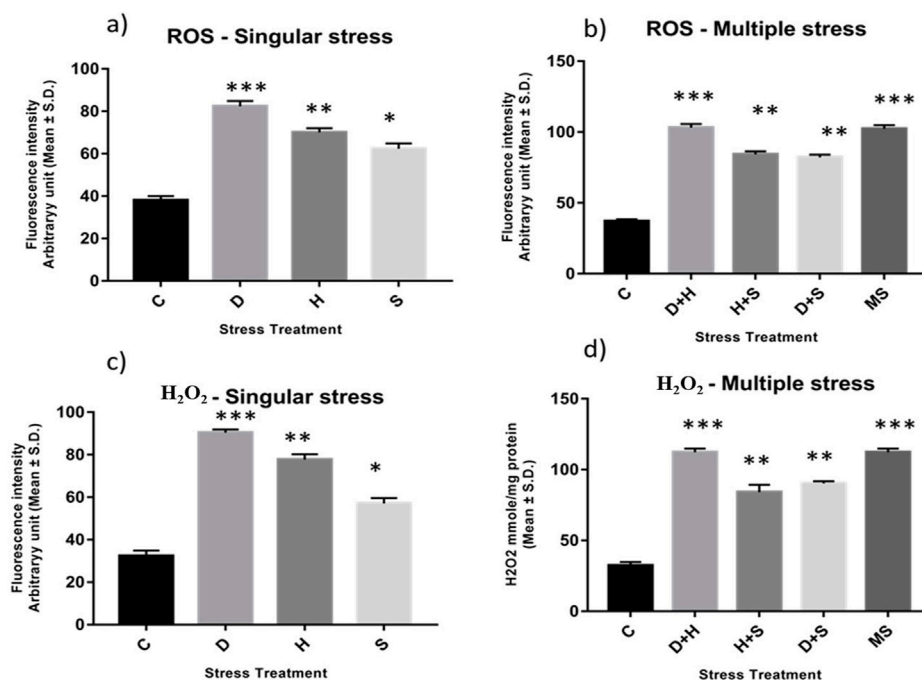 a)
ROS - Singular stress
Fluorescence intensity
Arbitraryy unit (Mean ± S.D.)
100
80
60
40
20
0
***
**
*
C
D
H
S
Stress Treatment
b)
ROS - Multiple stress
Fluorescence intensity
Arbitraryy unit (Mean ± S.D.)
150
100
50
0
***
**
**
***
C
D+H
H+S
D+S
MS
Stress Treatment
c)
H₂O₂ - Singular stress
Fluorescence intensity
Arbitraryy unit (Mean ± S.D.)
100
80
60
40
20
0
***
**
*
C
D
H
S
Stress Treatment
d)
H₂O₂ - Multiple stress
H2O2 mmole/mg protein
(Mean ± S.D.)
150
100
50
0
***
**
**
***
C
D+H
H+S
D+S
MS
Stress Treatment